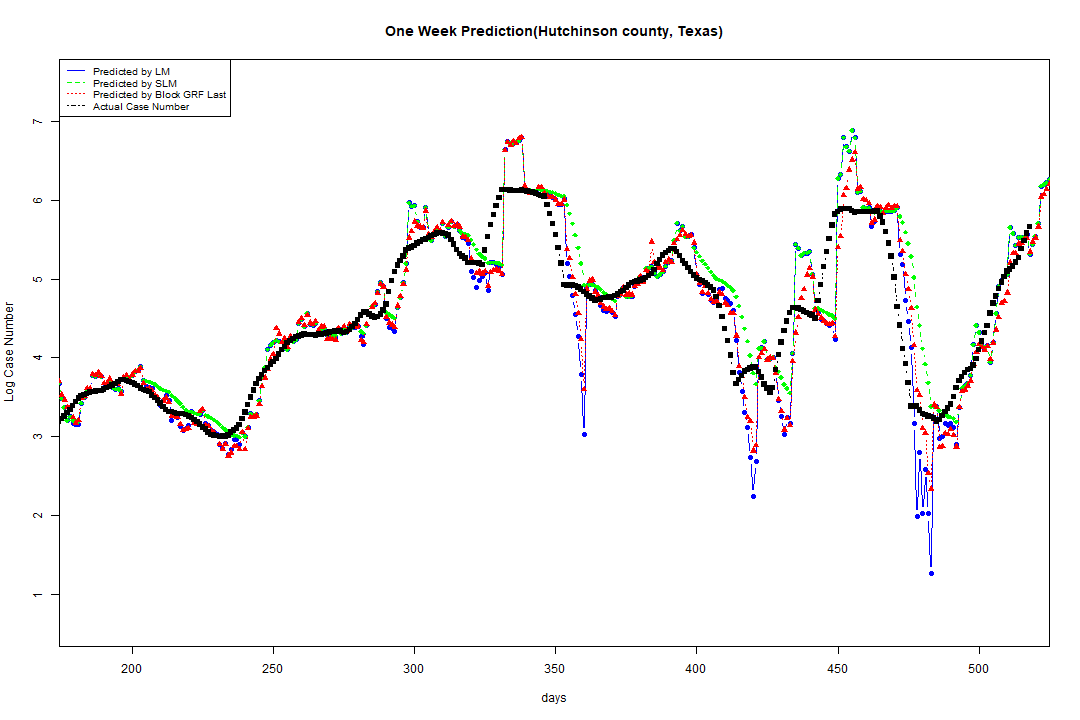 One Week Prediction(Hutchinson county, Texas)
Predicted by LM
Predicted by SLM
Predicted by Block GRF Last
Actual Case Number
7
6
5
4
3
2
1
Log Case Number
200 250 300 350 400 450 500
days